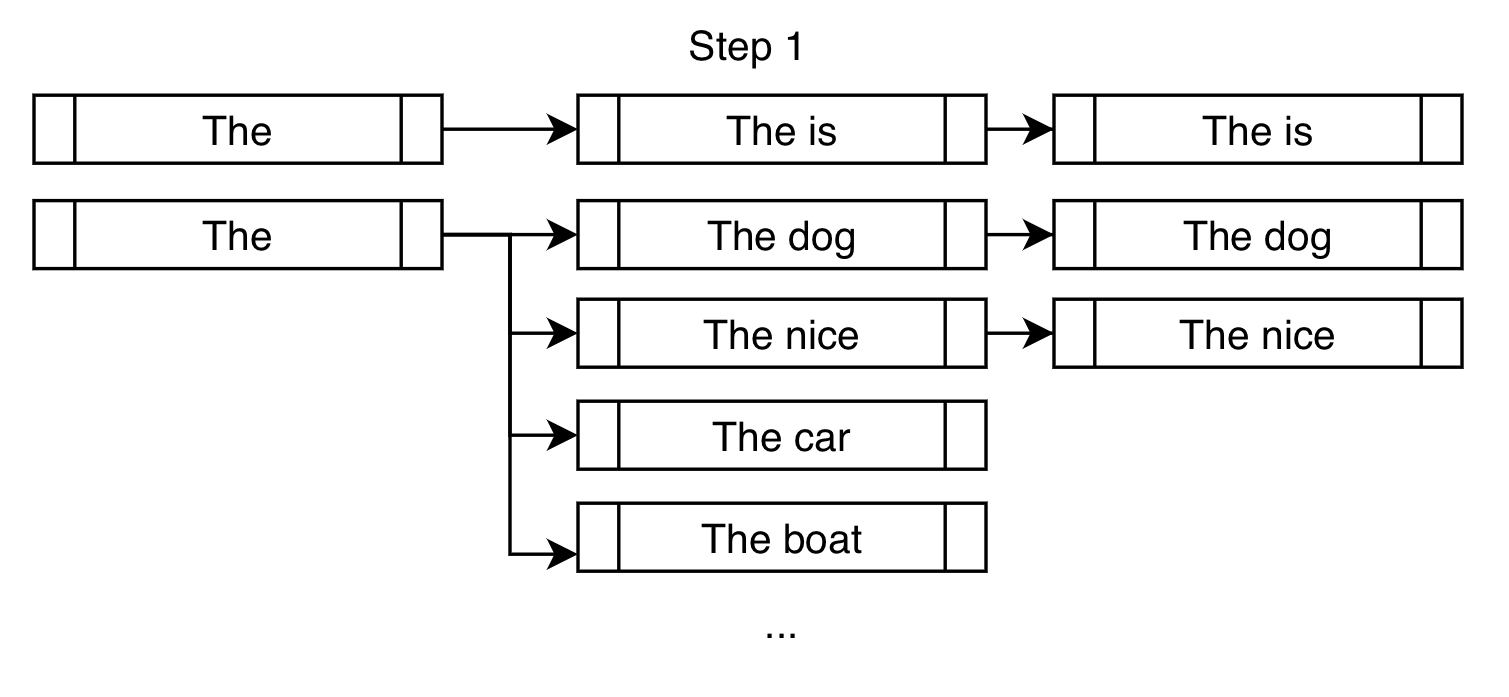 Step 1
The
The is
The is
The
The dog
The dog
The nice
The nice
The car
The boat
...